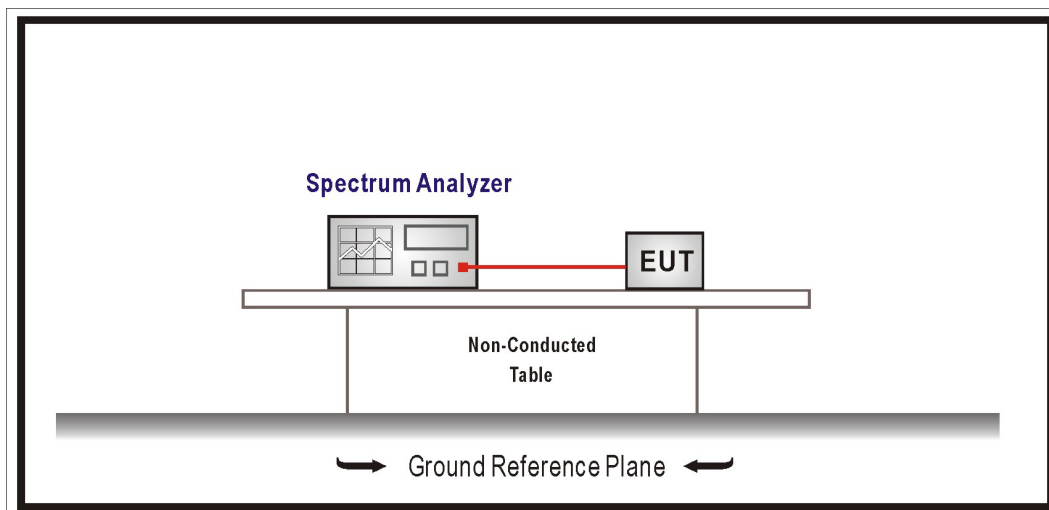 Spectrum Analyzer
EUT
Non-Conducted
Table
Ground Reference Plane